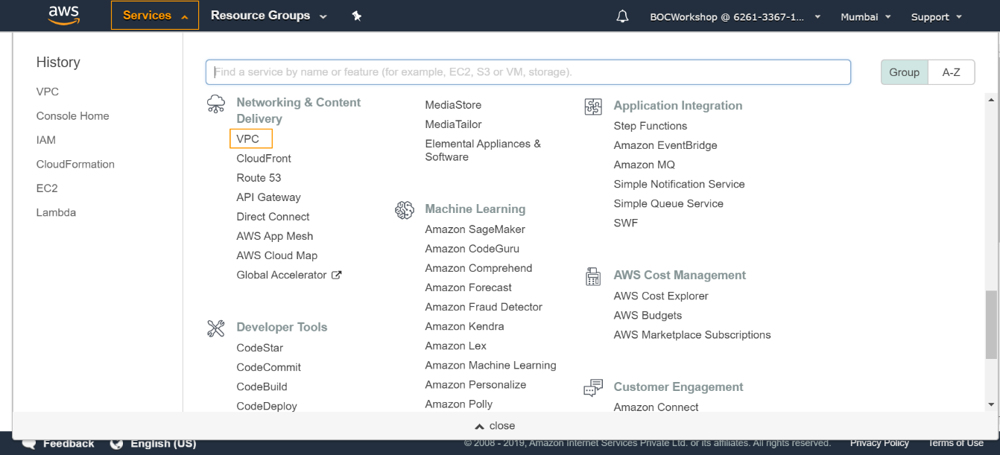 aws
Services
Resource Groups
BOCWorkshop @ 6261-3367-1...
Mumbai
Support
History
VPC
Console Home
IAM
CloudFormation
EC2
Lambda
Find a service by name or feature (for example, EC2, S3 or VM, storage).
Group
A-Z
Networking & Content
Delivery
VPC
CloudFront
Route 53
API Gateway
Direct Connect
AWS App Mesh
AWS Cloud Map
Global Accelerator
Developer Tools
CodeStar
CodeCommit
CodeBuild
CodeDeploy
MediaStore
MediaTailor
Elemental Appliances &
Software
Machine Learning
Amazon SageMaker
Amazon CodeGuru
Amazon Comprehend
Amazon Forecast
Amazon Fraud Detector
Amazon Kendra
Amazon Lex
Amazon Machine Learning
Amazon Personalize
Amazon Polly
Application Integration
Step Functions
Amazon EventBridge
Amazon MQ
Simple Notification Service
Simple Queue Service
SWF
AWS Cost Management
AWS Cost Explorer
AWS Budgets
AWS Marketplace Subscriptions
Customer Engagement
Amazon Connect
close
Feedback
English (US)
© 2008 - 2019, Amazon Internet Services Private Ltd. or its affiliates. All rights reserved.
Privacy Policy
Terms of Use